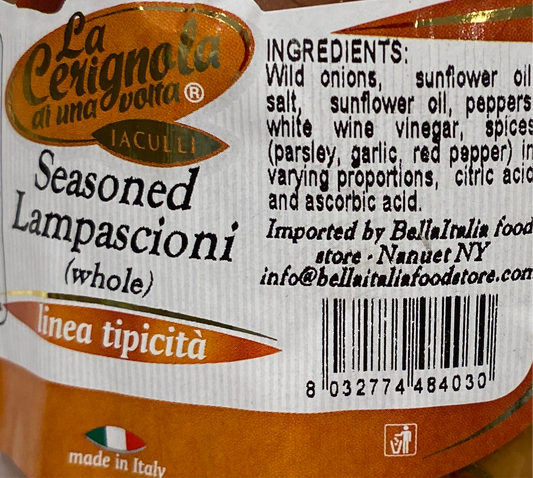 La
Cerignola
di una volta®
IACULLI
Seasoned
Lampascioni
(whole)
linea tipicità
made in Italy
INGREDIENTS:
Wild onions, sunflower oil
salt, sunflower oil, peppers
white wine vinegar, spices
(parsley, garlic, red pepper) in
varying proportions, citric acid
and ascorbic acid.
Imported by BellaItalia food
store - Nanuet NY
info@bellaitaliafoodstore.com
8 032774 484030